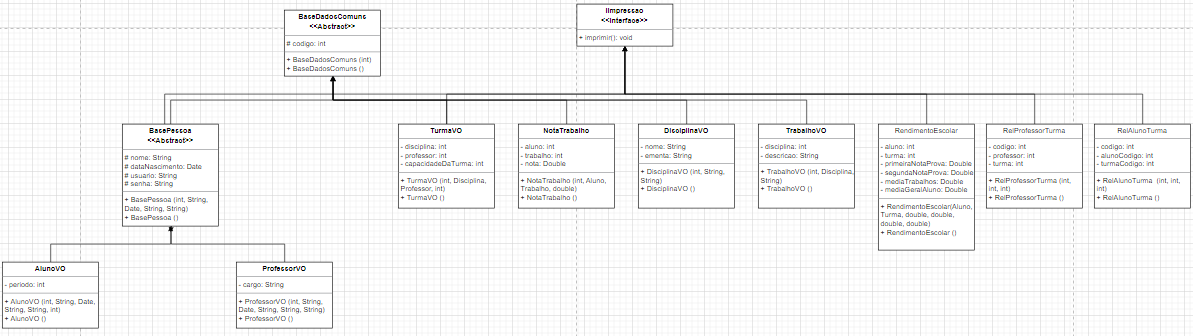 BaseDadosComuns
<<Abstract>>
# codigo: int
+ BaseDadosComuns (int)
+ BaseDadosComuns ()
IImpressao
<<Interface>>
+ imprimir(): void
BasePessoa
<<Abstract>>
# nome: String
# dataNascimento: Date
# usuario: String
# senha: String
+ BasePessoa (int, String,
Date, String, String)
+ BasePessoa ()
TurmaVO
- disciplina: int
- professor: int
- capacidadeDaTurma: int
+ TurmaVO (int, Disciplina,
Professor, int)
+ TurmaVO ()
NotaTrabalho
- aluno: int
- trabalho: int
- nota: Double
+ NotaTrabalho (int, Aluno,
Trabalho, double)
+ NotaTrabalho ()
DisciplinaVO
- nome: String
- ementa: String
+ DisciplinaVO (int, String,
String)
+ DisciplinaVO ()
TrabalhoVO
- disciplina: int
- descricao: String
+ TrabalhoVO (int, Disciplina,
String)
+ TrabalhoVO ()
RendimentoEscolar
- aluno: int
- turma: int
- primeiraNotaProva: Double
- segundaNotaProva: Double
- mediaTrabalhos: Double
- mediaGeralAluno: Double
+ RendimentoEscolar(Aluno,
Turma, double, double,
double, double)
+ RendimentoEscolar ()
RelProfessorTurma
- codigo: int
- professor: int
- turma: int
+ RelProfessorTurma (int,
int, int)
+ RelProfessorTurma ()
RelAlunoTurma
- codigo: int
- alunoCodigo: int
- turmaCodigo: int
+ RelAlunoTurma (int, int,
int)
+ RelAlunoTurma ()
AlunoVO
- periodo: int
+ AlunoVO (int, String, Date,
String, String, int)
+ AlunoVO ()
ProfessorVO
- cargo: String
+ ProfessorVO (int, String,
Date, String, String, String)
+ ProfessorVO ()